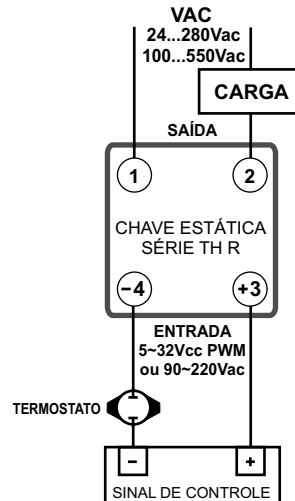 VAC
24...280Vac
100...550Vac
CARGA
SAÍDA
1
2
CHAVE ESTÁTICA
SÉRIE TH R
−4
+3
ENTRADA
5~32Vcc PWM
ou 90~220Vac
TERMOSTATO
-
+
SINAL DE CONTROLE